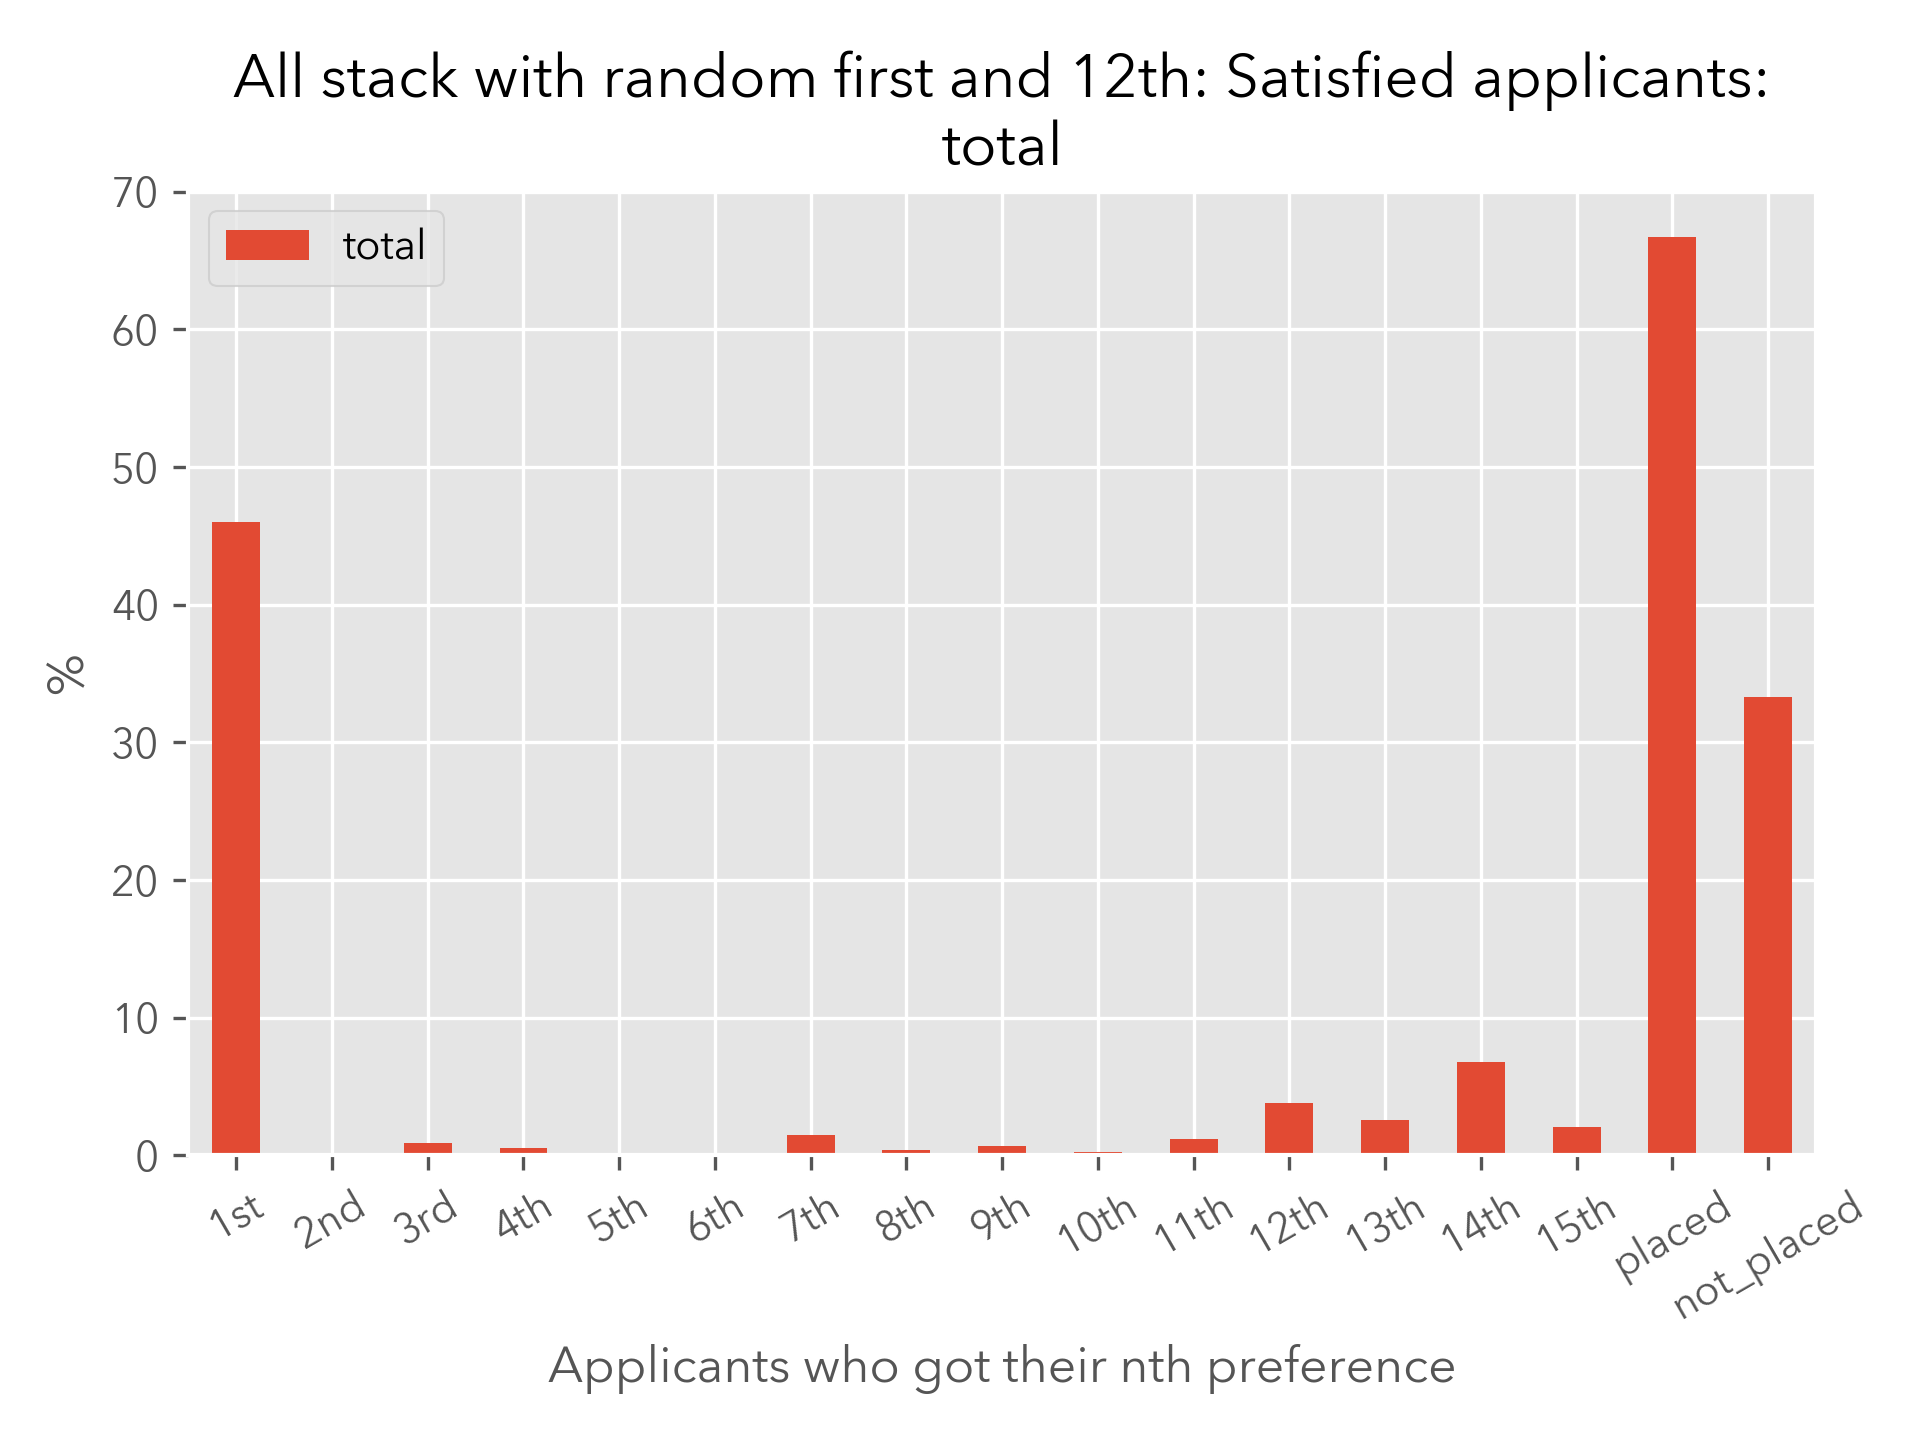 All stack with random first and 12th: Satisfied applicants:
total
total
70
60
50
40
30
20
10
0
%
1st
2nd
3rd
4th
5th
6th
7th
8th
9th
10th
11th
12th
13th
14th
15th
placed
not_placed
Applicants who got their nth preference